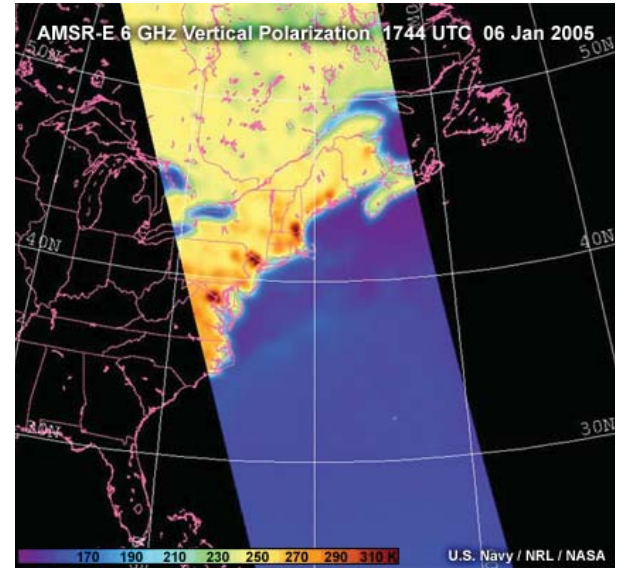 AMSR-E 6 GHz Vertical Polarization 1744 UTC 06 Jan 2005
50N
50N
40N
40N
30N
30N
170 190 210 230 250 270 290 310 K
U.S. Navy / NRL / NASA